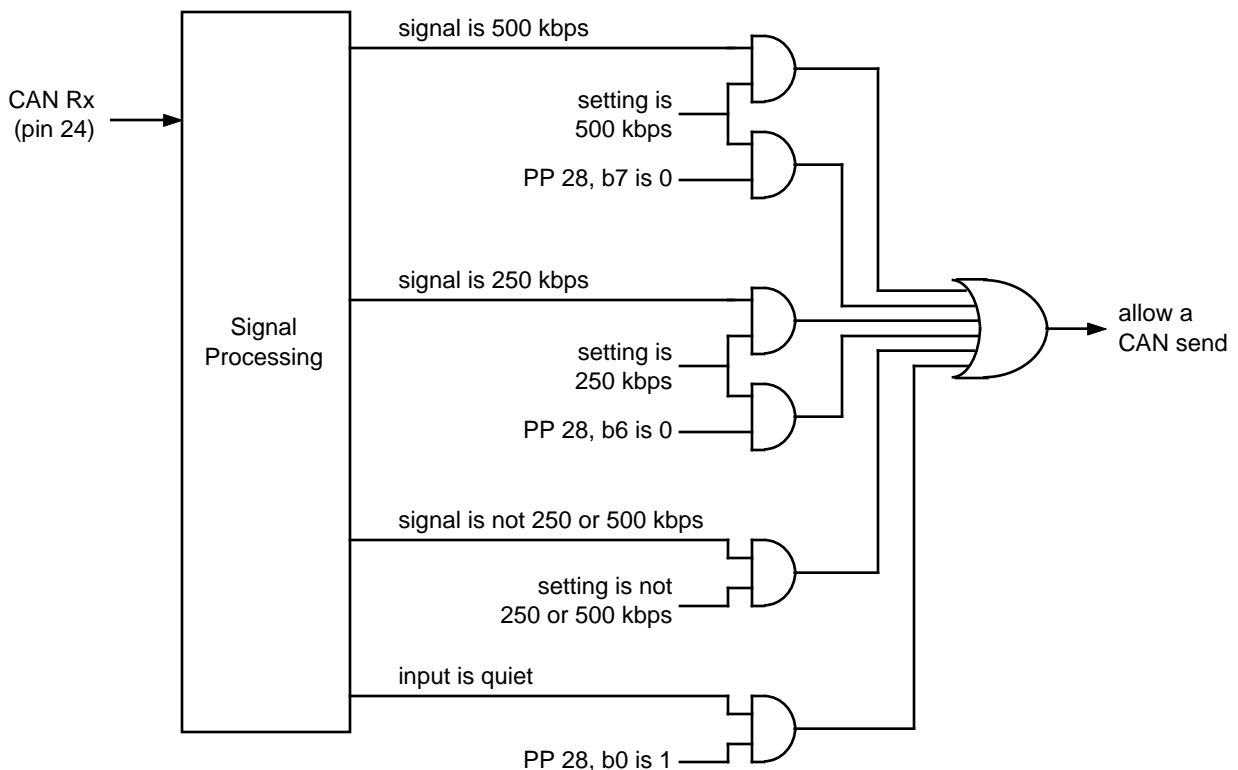 signal is 500 kbps
CAN Rx
(pin 24)
setting is
500 kbps
PP 28, b7 is 0
signal is 250 kbps
Signal
Processing
setting is
250 kbps
PP 28, b6 is 0
allow a
CAN send
signal is not 250 or 500 kbps
setting is not
250 or 500 kbps
input is quiet
PP 28, b0 is 1